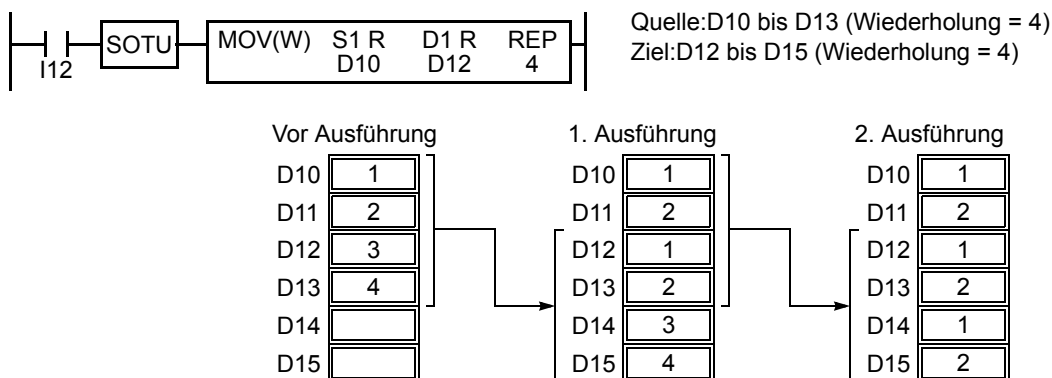 SOTU MOV(W) S1 R D1 R REP
I12 D10 D12 4
Quelle:D10 bis D13 (Wiederholung = 4)
Ziel:D12 bis D15 (Wiederholung = 4)
Vor Ausführung 1. Ausführung 2. Ausführung
D10 1 D10 1 D10 1
D11 2 D11 2 D11 2
D12 3 D12 1 D12 1
D13 4 D13 2 D13 2
D14 D14 3 D14 1
D15 D15 4 D15 2